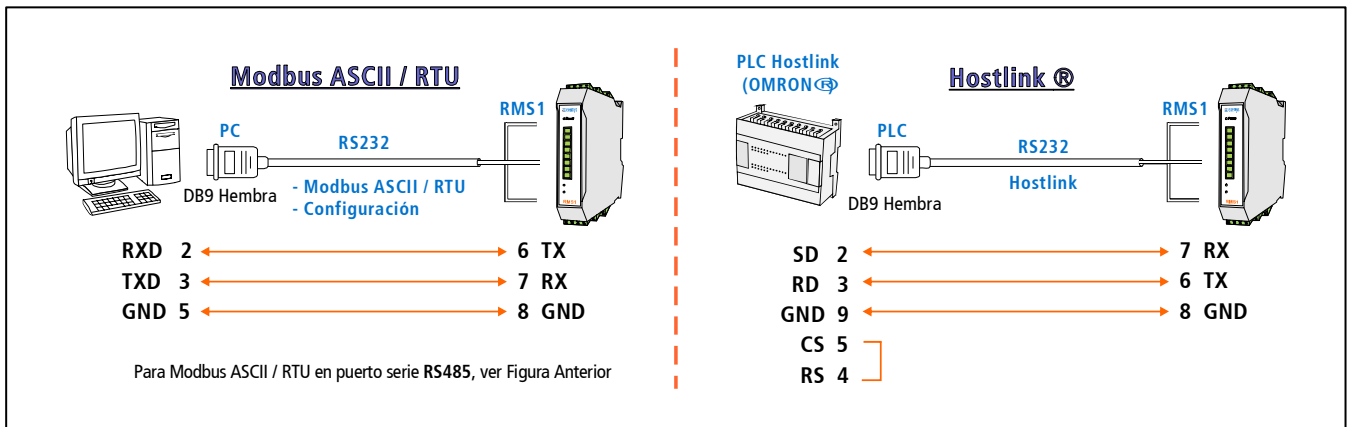 Modbus ASCII / RTU
RMS1
PC
RS232
DB9 Hembra
- Modbus ASCII / RTU
- Configuración
RXD 2 6 TX
TXD 3 7 RX
GND 5 8 GND
Para Modbus ASCII / RTU en puerto serie RS485, ver Figura Anterior
PLC Hostlink
(OMRON®)
Hostlink ®
RMS1
PLC
RS232
DB9 Hembra
Hostlink
SD 2 7 RX
RD 3 6 TX
GND 9 8 GND
CS 5
RS 4
RMS1
RMS1